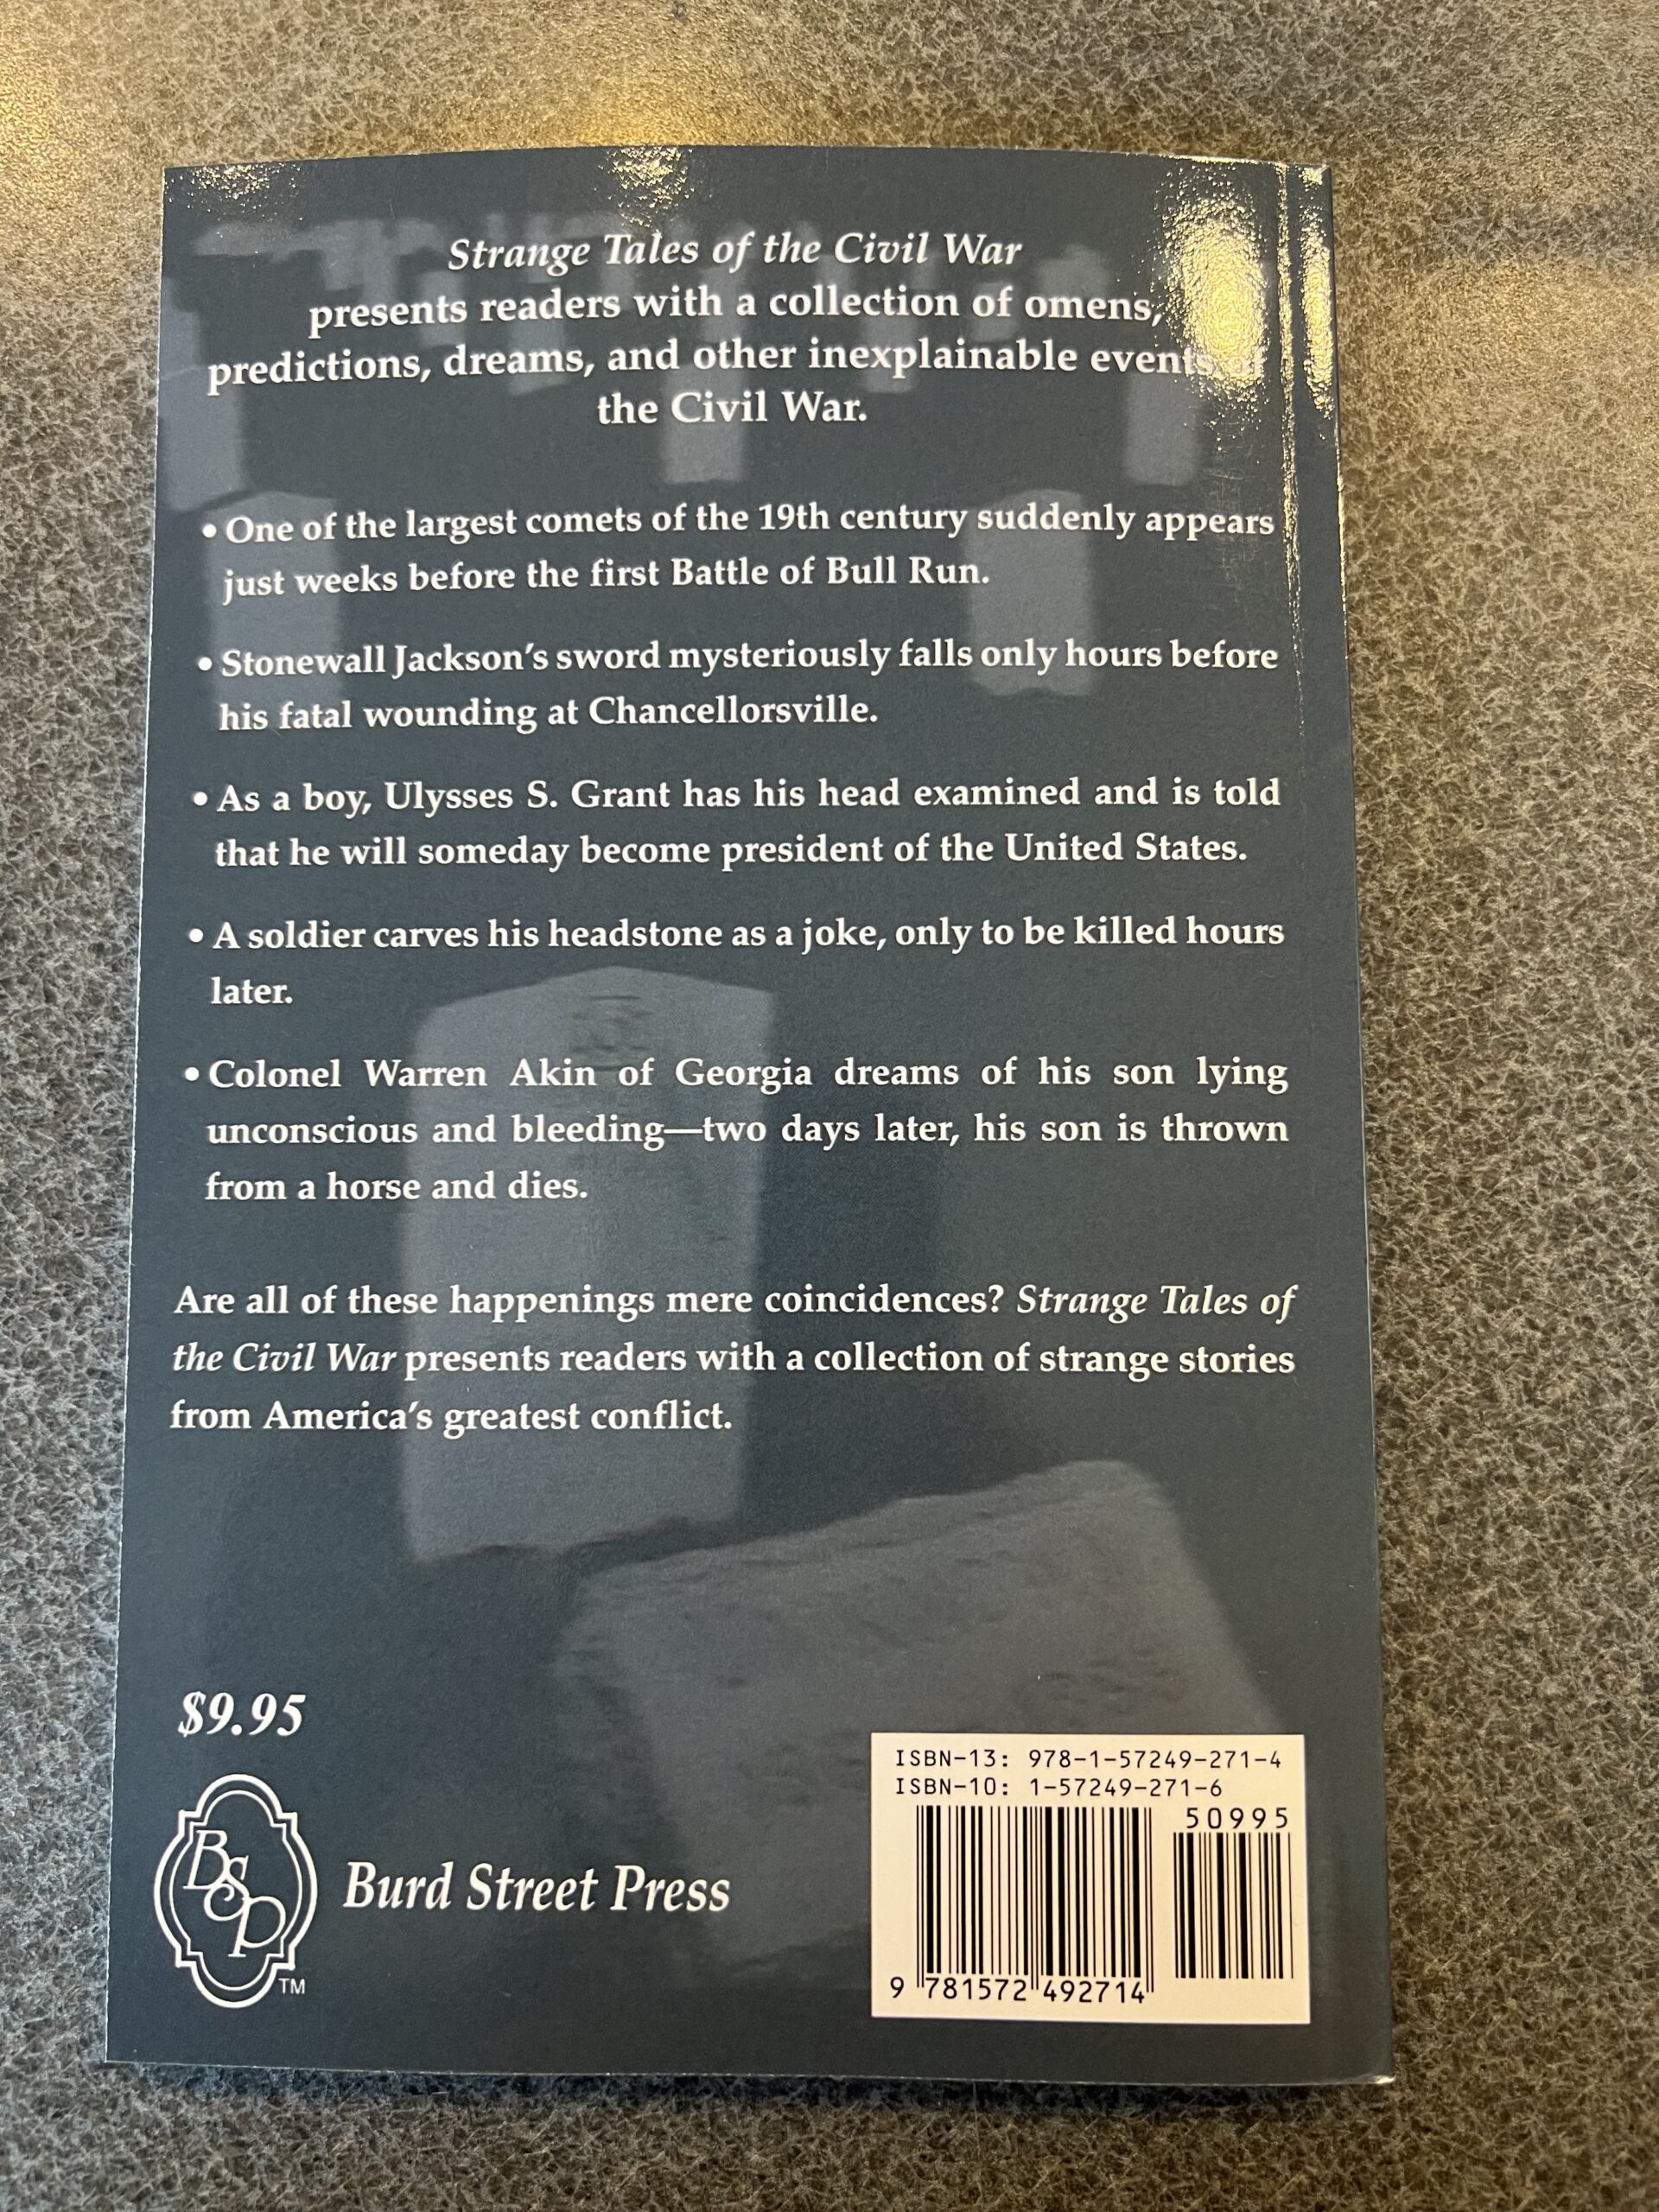 Strange Tales of the Civil War
presents readers with a collection of omens,
predictions, dreams, and other inexplainable events of
the Civil War.
• One of the largest comets of the 19th century suddenly appears
just weeks before the first Battle of Bull Run.
• Stonewall Jackson's sword mysteriously falls only hours before
his fatal wounding at Chancellorsville.
• As a boy, Ulysses S. Grant has his head examined and is told
that he will someday become president of the United States.
• A soldier carves his headstone as a joke, only to be killed hours
later.
• Colonel Warren Akin of Georgia dreams of his son lying
unconscious and bleeding—two days later, his son is thrown
from a horse and dies.
Are all of these happenings mere coincidences? Strange Tales of
the Civil War presents readers with a collection of strange stories
from America's greatest conflict.
$9.95
BSP
TM
Burd Street Press
ISBN-13: 978-1-57249-271-4
ISBN-10: 1-57249-271-6
50995
9 781572 492714